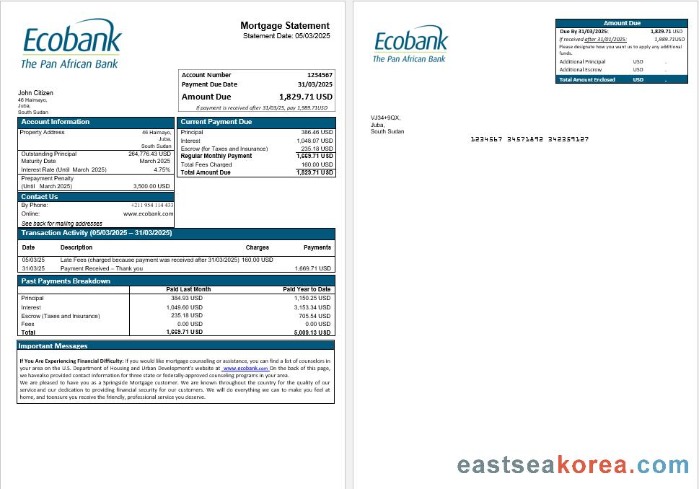 Ecobank
The Pan African Bank
Mortgage Statement
Statement Date: 05/03/2025
Account Number 1234567
Payment Due Date 31/03/2025
Amount Due 1,829.71 USD
If payment is received after 31/03/25, pay 1,989.71USD
John Citizen
46 Haimayo,
Juba,
South Sudan
Account Information
Property Address 46 Haimayo,
Juba,
South Sudan
Outstanding Principal 264,776.43 USD
Maturity Date March 2025
Interest Rate (Until March 2025) 4.75%
Prepayment Penalty
(Until March 2025) 3,500.00 USD
Contact Us
By Phone: +211 954 114 433
Online: www.ecobank.com
See back for mailing addresses
Current Payment Due
Principal 386.46 USD
Interest 1,048.07 USD
Escrow (for Taxes and Insurance) 235.18 USD
Regular Monthly Payment 1,669.71 USD
Total Fees Charged 160.00 USD
Total Amount Due 1,829.71 USD
Transaction Activity (05/03/2025 – 31/03/2025)
Date Description Charges Payments
05/03/25 Late Fees (charged because payment was received after 31/03/2025) 160.00 USD
31/03/25 Payment Received – Thank you 1,669.71 USD
Past Payments Breakdown
Paid Last Month Paid Year to Date
Principal 384.93 USD 1,150.25 USD
Interest 1,049.60 USD 3,153.34 USD
Escrow (Taxes and Insurance) 235.18 USD 705.54 USD
Fees 0.00 USD 0.00 USD
Total 1,669.71 USD 5,009.13 USD
Important Messages
If You Are Experiencing Financial Difficulty: if you would like mortgage counseling or assistance, you can find a list of counselors in
your area on the U.S. Department of Housing and Urban Development's website at www.ecobank.com On the back of this page,
we have also provided contact information for three state or federally-approved counseling programs in your area.
We are pleased to have you as a Springside Mortgage customer. We are known throughout the country for the quality of our
service and our dedication to providing financial security for our customers. We will do everything we can to make you feel at
home, and to ensure you receive the friendly, professional service you deserve.
Ecobank
The Pan African Bank
Amount Due
Due By 31/03/2025: 1,829.71 USD
If received after 31/01/2025: 1,989.71USD
Please designate how you want us to apply any additional
funds.
Additional Principal USD .
Additional Escrow USD .
Total Amount Enclosed USD .
VJ34+9QX,
Juba,
South Sudan
1234567 34571892 342359127
eastseakorea.com